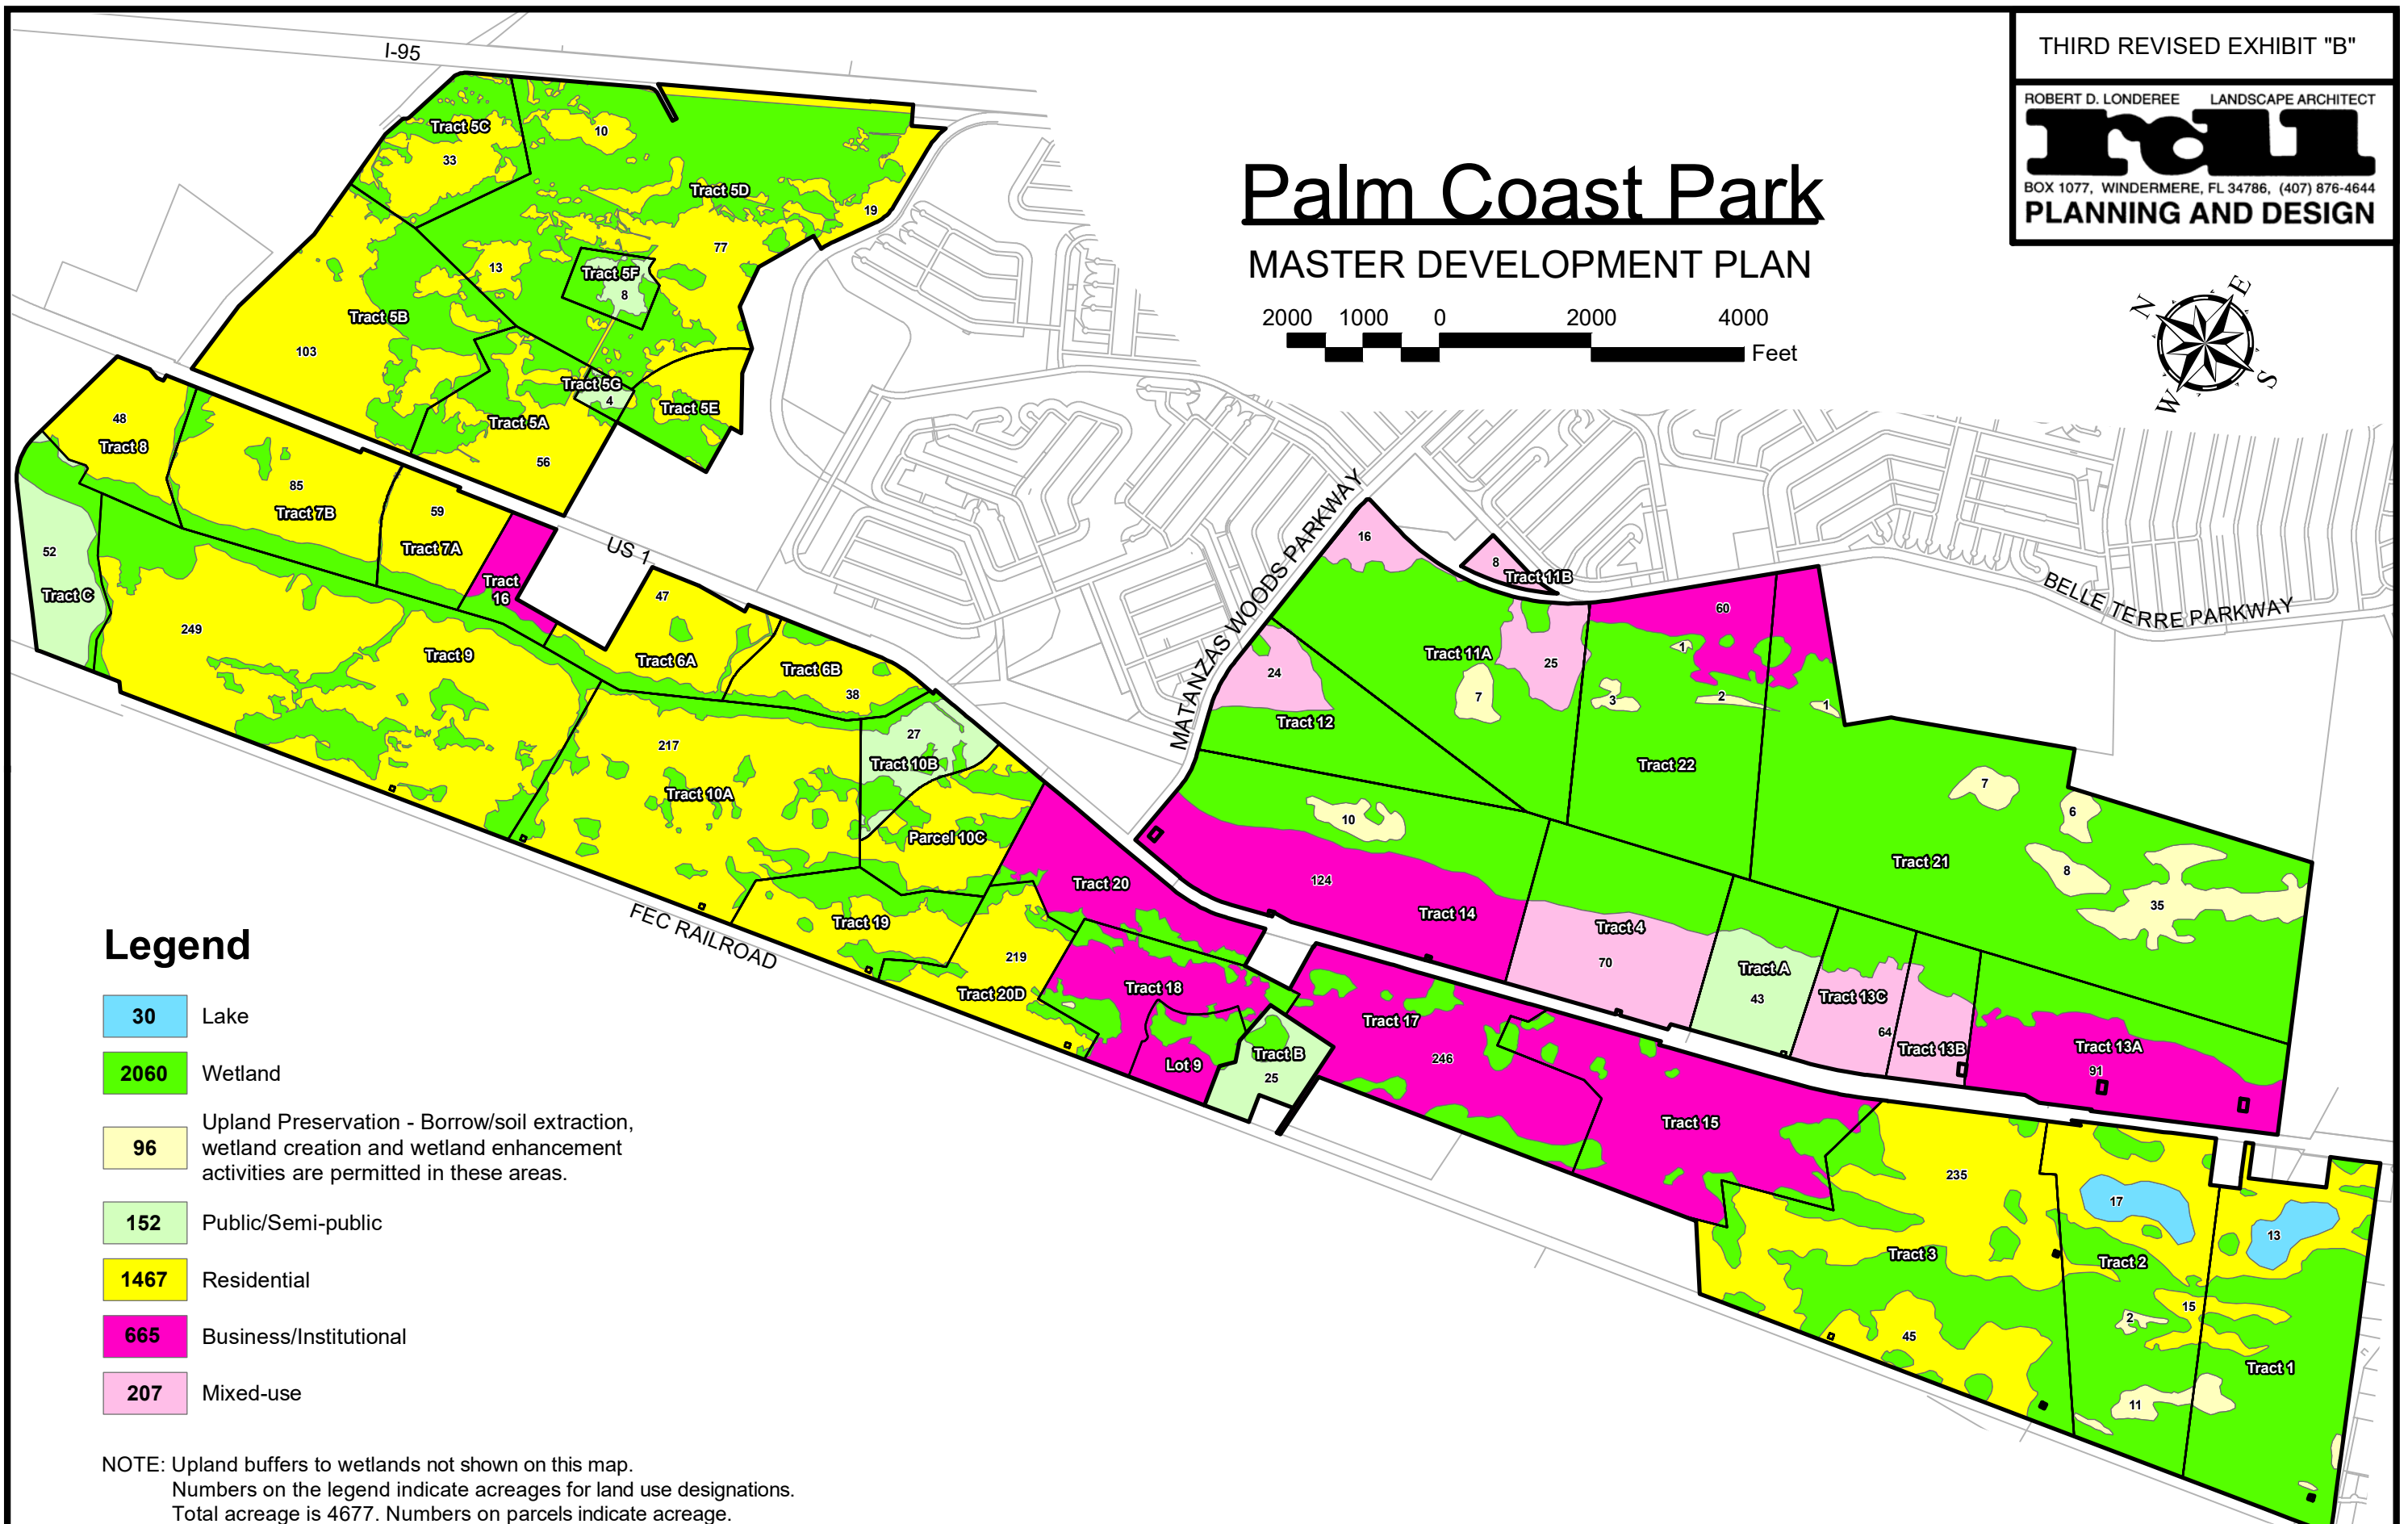 THIRD REVISED EXHIBIT "B"
ROBERT D. LONDEREE LANDSCAPE ARCHITECT
rdl
BOX 1077, WINDERMERE, FL 34786, (407) 876-4644
PLANNING AND DESIGN
Palm Coast Park
MASTER DEVELOPMENT PLAN
2000 1000 0 2000 4000
Feet
N
E
S
W
I-95
Tract 5C
33
10
Tract 5D
19
77
13
Tract 5F
8
Tract 5B
103
Tract 5G
4
Tract 5E
Tract 5A
56
48
Tract 8
85
Tract 7B
59
Tract 7A
US 1
Tract
16
52
Tract C
249
Tract 9
47
Tract 6A
Tract 6B
38
217
Tract 10A
27
Tract 10B
Parcel 10C
Tract 19
FEC RAILROAD
219
Tract 20D
Tract 20
Tract 18
Lot 9
Tract B
25
MATANZAS WOODS PARKWAY
BELLE TERRE PARKWAY
16
8
Tract 11B
Tract 11A
25
7
24
Tract 12
60
1
3
2
1
Tract 22
7
6
8
35
Tract 21
10
124
Tract 14
Tract 4
70
Tract A
43
Tract 13C
64
Tract 13B
Tract 13A
91
Tract 17
246
Tract 15
235
Tract 3
45
17
Tract 2
13
15
2
11
Tract 1
Legend
30 Lake
2060 Wetland
96 Upland Preservation - Borrow/soil extraction,
wetland creation and wetland enhancement
activities are permitted in these areas.
152 Public/Semi-public
1467 Residential
665 Business/Institutional
207 Mixed-use
NOTE: Upland buffers to wetlands not shown on this map.
Numbers on the legend indicate acreages for land use designations.
Total acreage is 4677. Numbers on parcels indicate acreage.